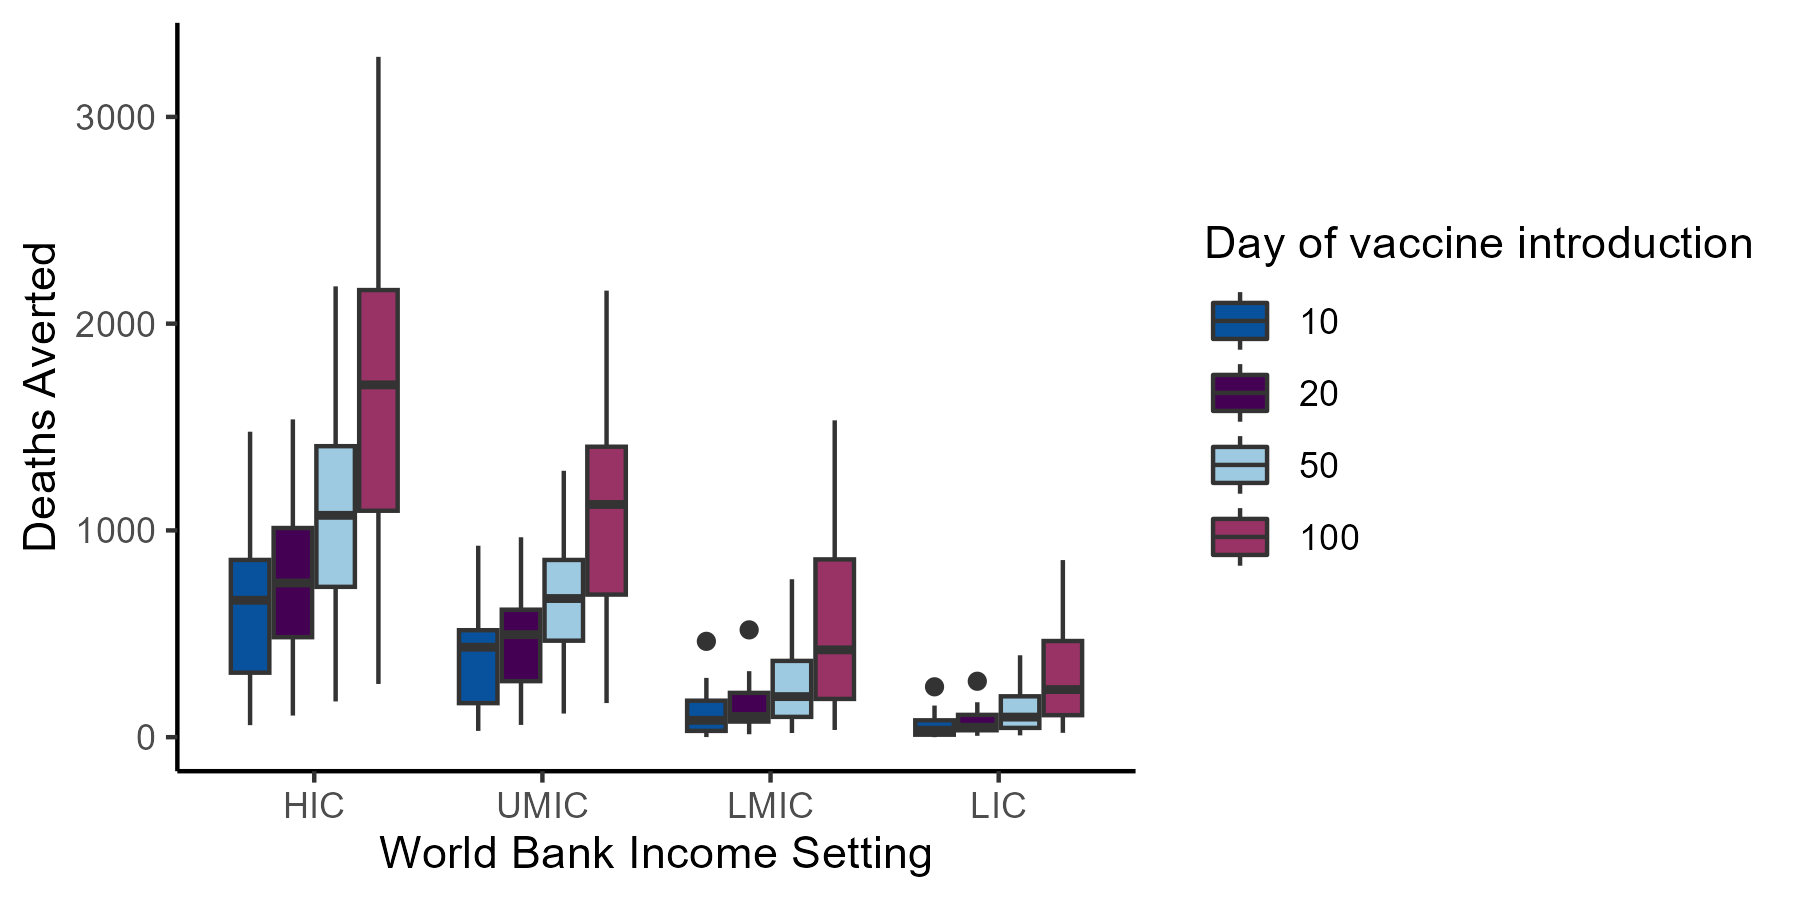 3000
2000
1000
0
Deaths Averted
HIC UMIC LMIC LIC
World Bank Income Setting
Day of vaccine introduction
10
20
50
100